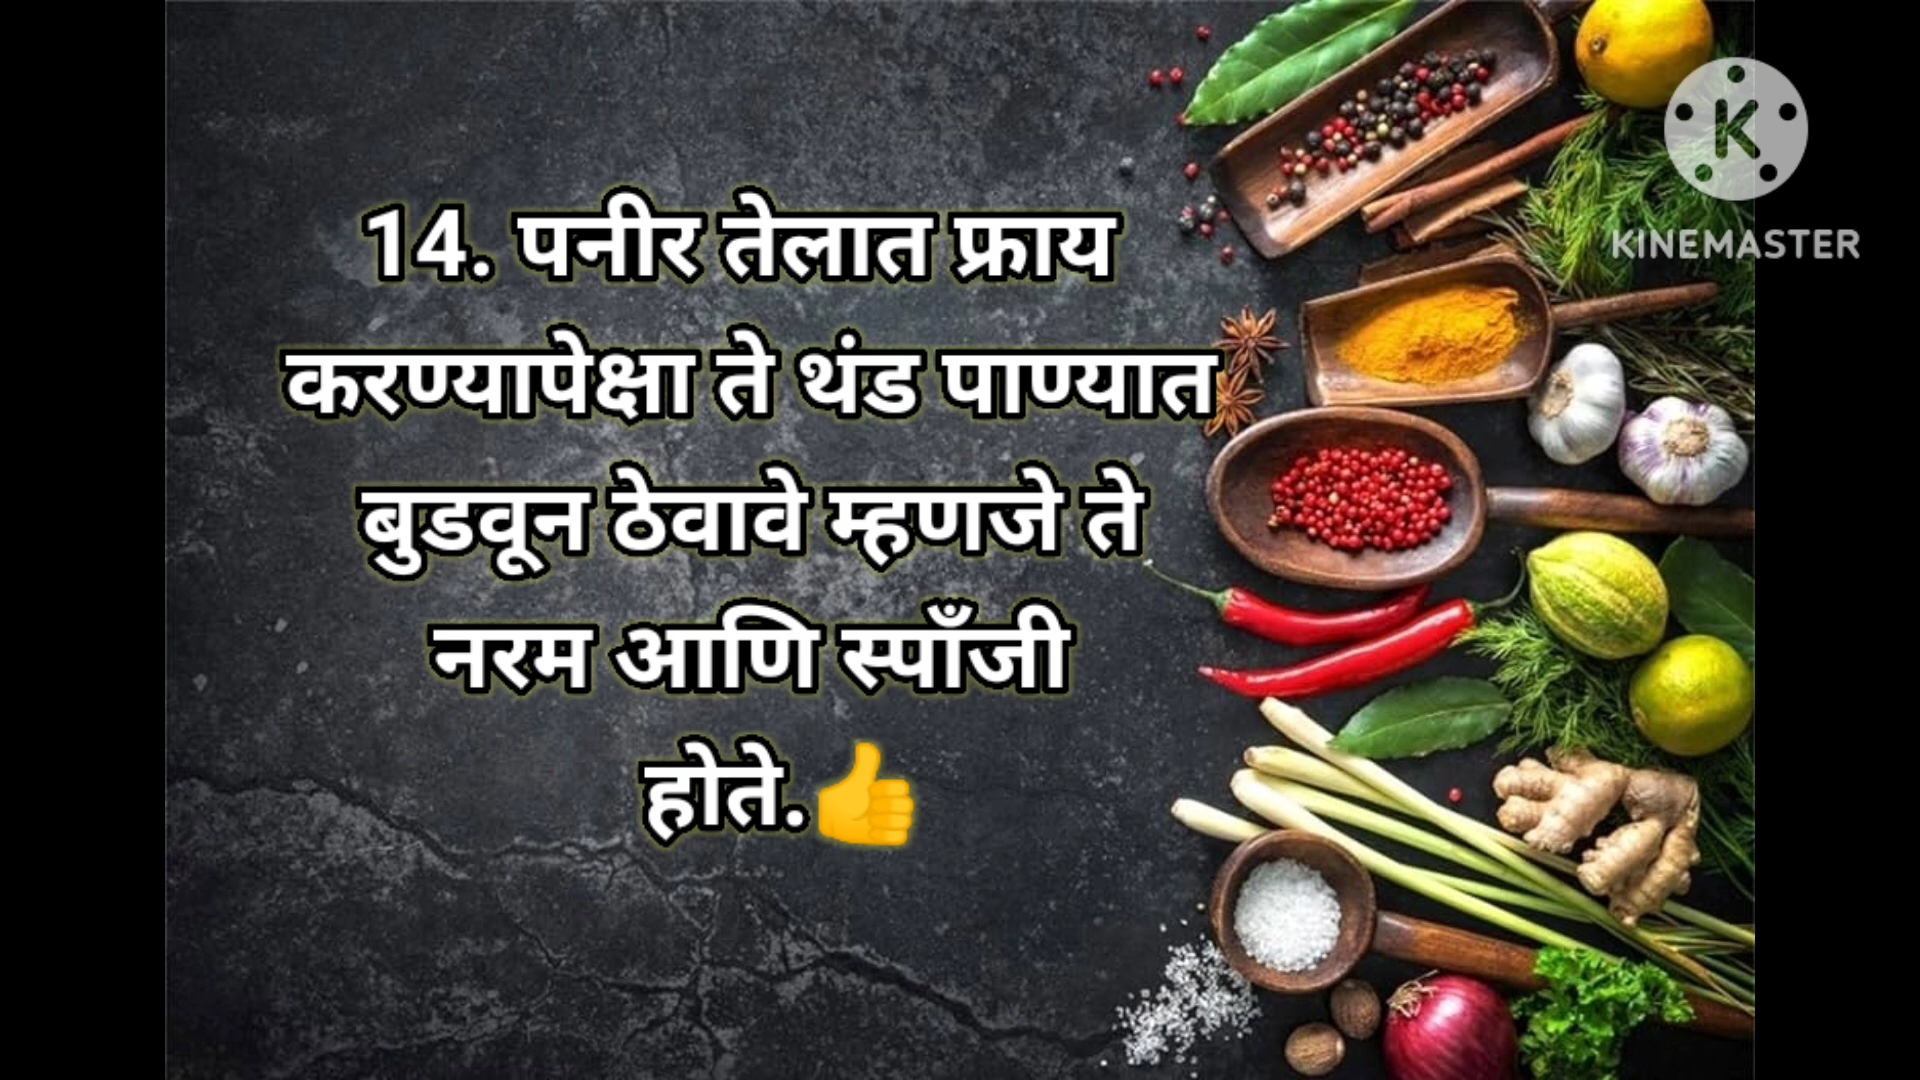 14. पनीर तेलात फ्राय
करण्यापेक्षा ते थंड पाण्यात
बुडवून ठेवावे म्हणजे ते
नरम आणि स्पाँजी
होते.👍
K
KINEMASTER